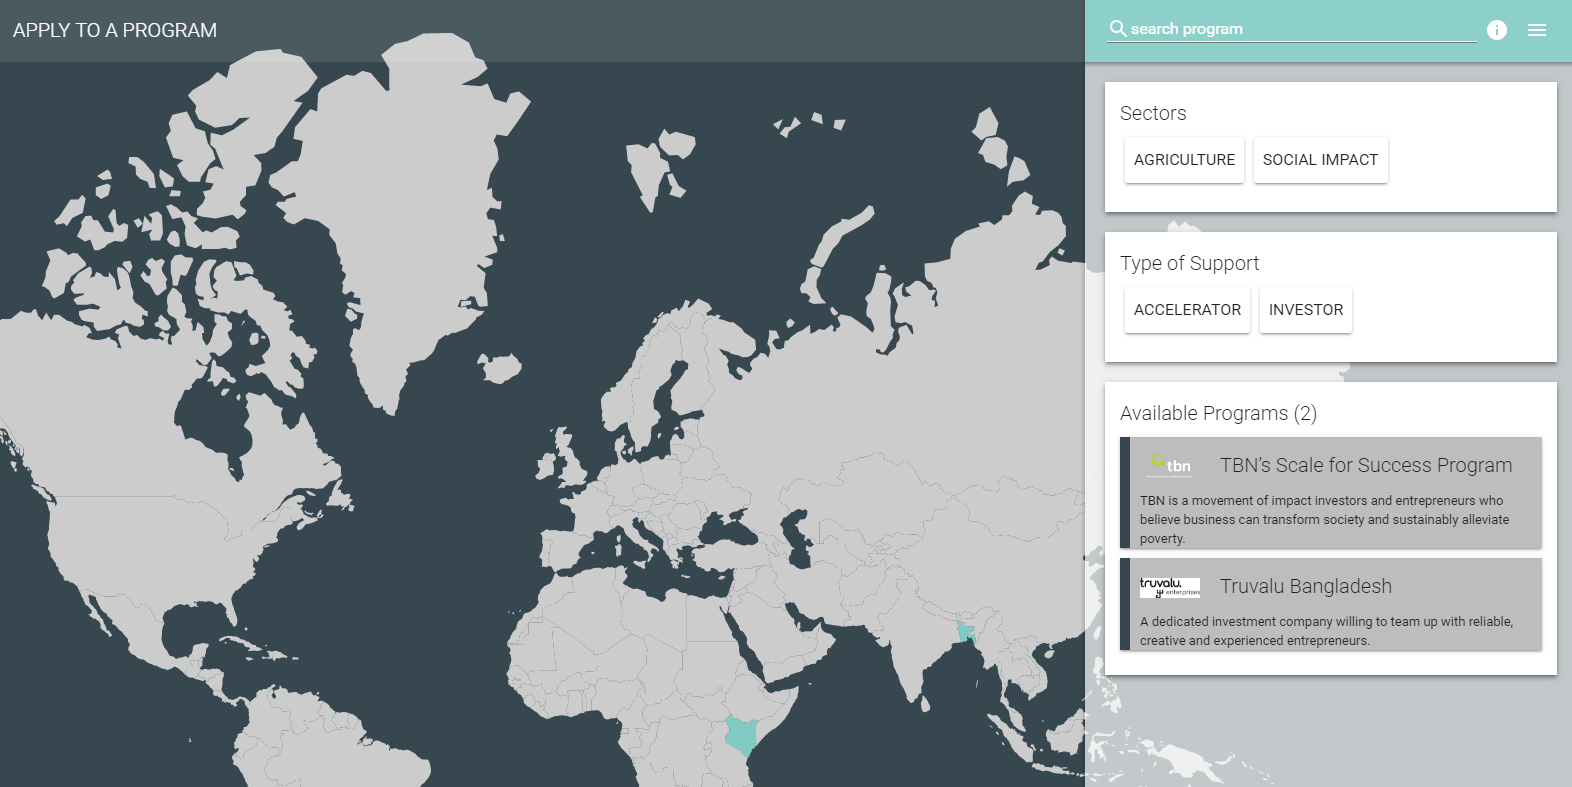 APPLY TO A PROGRAM
search program
Sectors
AGRICULTURE
SOCIAL IMPACT
Type of Support
ACCELERATOR
INVESTOR
Available Programs (2)
tbn
TBN's Scale for Success Program
TBN is a movement of impact investors and entrepreneurs who
believe business can transform society and sustainably alleviate
poverty.
truvalu.
enterprises
Truvalu Bangladesh
A dedicated investment company willing to team up with reliable,
creative and experienced entrepreneurs.